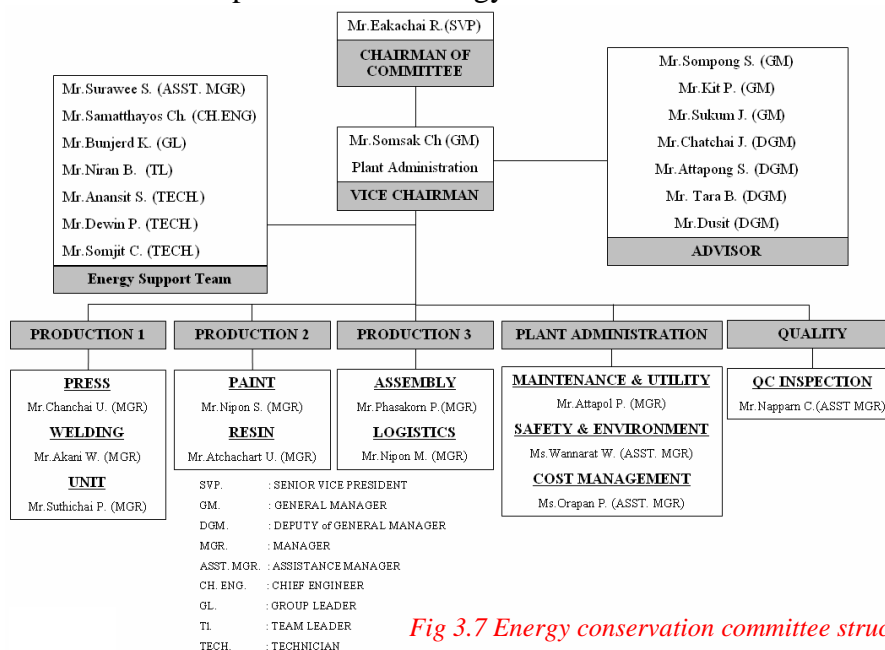 Mr.Eakachai R.(SVP)
CHAIRMAN OF
COMMITTEE
Mr.Surawee S. (ASST. MGR)
Mr.Samatthayos Ch. (CH.ENG)
Mr.Bunjerd K. (GL)
Mr.Niran B. (TL)
Mr.Anansit S. (TECH.)
Mr.Dewin P. (TECH.)
Mr.Somjit C. (TECH.)
Energy Support Team
Mr.Somsak Ch (GM)
Plant Administration
VICE CHAIRMAN
Mr.Sompong S. (GM)
Mr.Kit P. (GM)
Mr.Sukum J. (GM)
Mr.Chatchai J. (DGM)
Mr.Attapong S. (DGM)
Mr. Tara B. (DGM)
Mr.Dusit (DGM)
ADVISOR
PRODUCTION 1
PRESS
Mr.Chanchai U. (MGR)
WELDING
Mr.Akani W. (MGR)
UNIT
Mr.Suthichai P. (MGR)
PRODUCTION 2
PAINT
Mr.Nipon S. (MGR)
RESIN
Mr.Atchachart U. (MGR)
PRODUCTION 3
ASSEMBLY
Mr.Phasakorn P.(MGR)
LOGISTICS
Mr.Nipon M. (MGR)
PLANT ADMINISTRATION
MAINTENANCE & UTILITY
Mr.Attapol P. (MGR)
SAFETY & ENVIRONMENT
Ms.Wannarat W. (ASST. MGR)
COST MANAGEMENT
Ms.Orapan P. (ASST. MGR)
QUALITY
QC INSPECTION
Mr.Napparn C.(ASST MGR)
SVP. : SENIOR VICE PRESIDENT
GM. : GENERAL MANAGER
DGM. : DEPUTY of GENERAL MANAGER
MGR. : MANAGER
ASST. MGR. : ASSISTANCE MANAGER
CH. ENG. : CHIEF ENGINEER
GL. : GROUP LEADER
Tl. : TEAM LEADER
TECH. : TECHNICIAN
Fig 3.7 Energy conservation committee struc